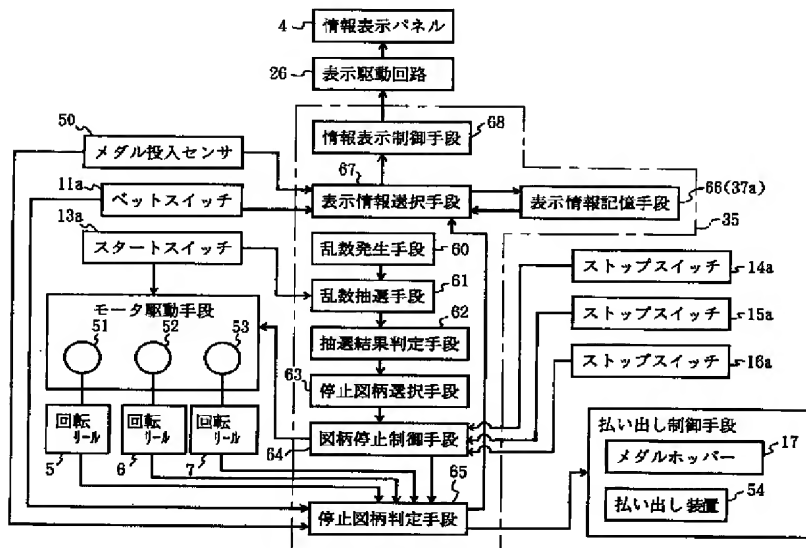 4
情報表示パネル
26
表示駆動回路
50
メダル投入センサ
情報表示制御手段
68
11a
ベットスイッチ
67
表示情報選択手段
表示情報記憶手段
66(37a)
35
13a
スタートスイッチ
乱数発生手段
60
乱数抽選手段
61
ストップスイッチ
14a
モータ駆動手段
51
52
53
抽選結果判定手段
62
ストップスイッチ
15a
63
停止図柄選択手段
ストップスイッチ
16a
回転
リール
回転
リール
回転
リール
5
6
7
64
図柄停止制御手段
払い出し制御手段
メダルホッパー
17
65
停止図柄判定手段
払い出し装置
54